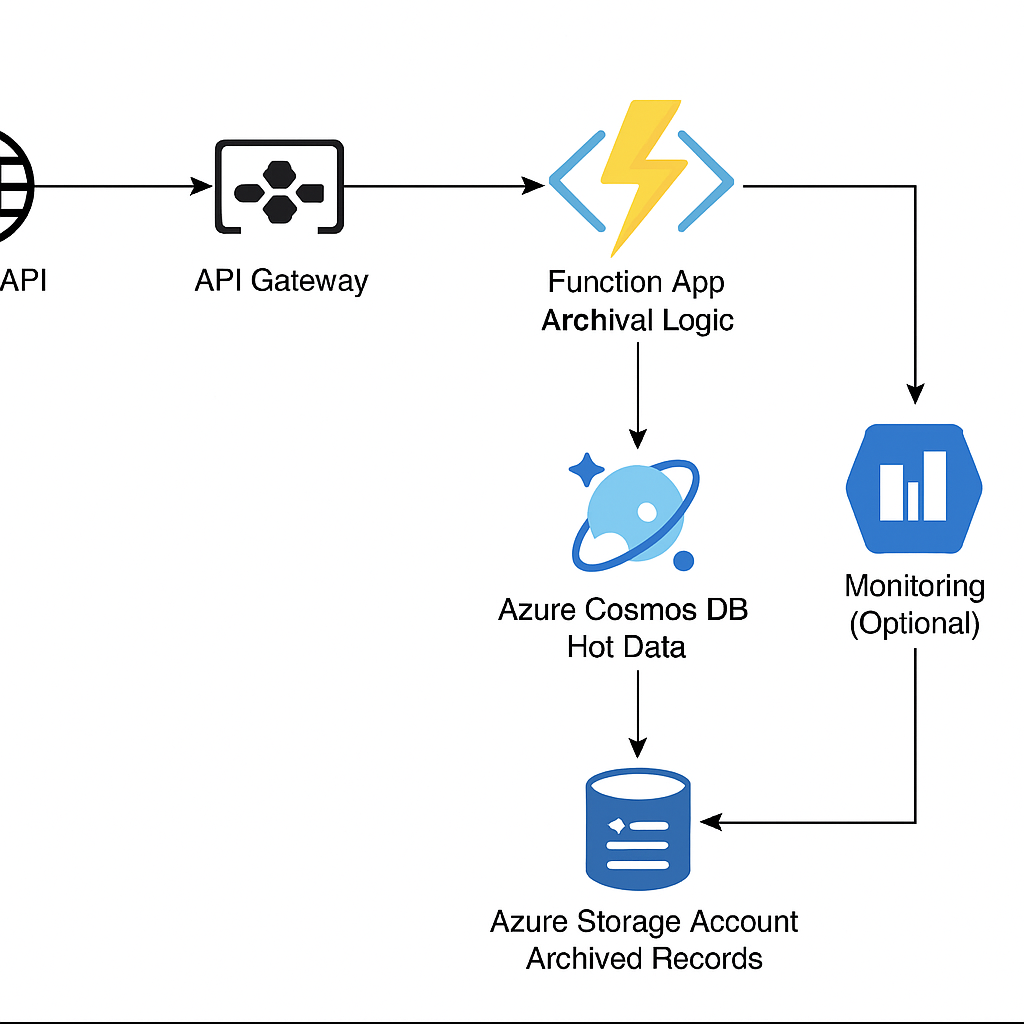 API
API Gateway
Function App
Archival Logic
Azure Cosmos DB
Hot Data
Monitoring
(Optional)
Azure Storage Account
Archived Records